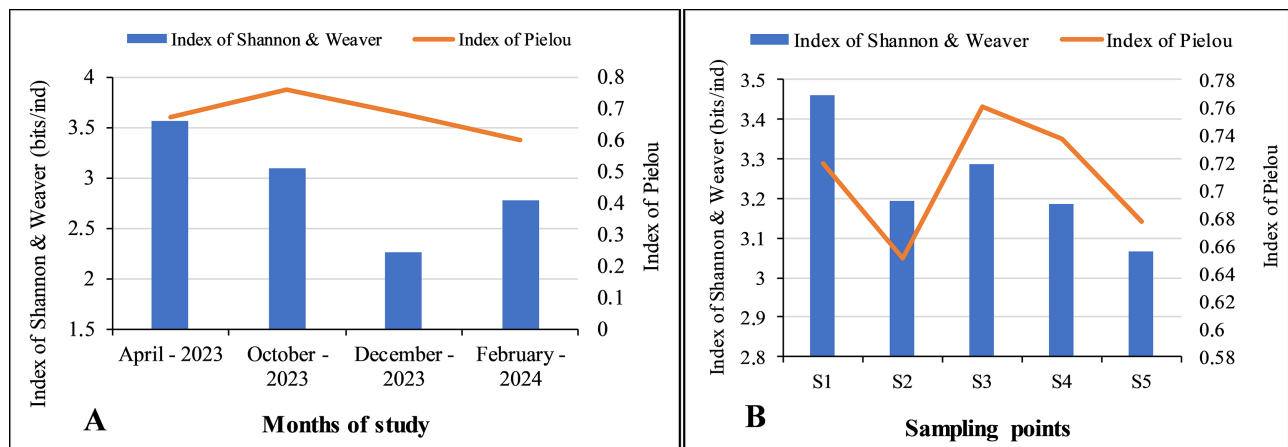 Index of Shannon & Weaver
Index of Pielou
Index of Shannon & Weaver (bits/ind)
4
3.5
3
2.5
2
1.5
0.8
0.7
0.6
0.5
0.4
0.3
0.2
0.1
0
Index of Pielou
April - 2023
October -
2023
December -
2023
February -
2024
A
Months of study
Index of Shannon & Weaver
Index of Pielou
Index of Shannon & Weaver (bits/ind)
3.5
3.4
3.3
3.2
3.1
3
2.9
2.8
0.78
0.76
0.74
0.72
0.7
0.68
0.66
0.64
0.62
0.6
0.58
Index of Pielou
S1
S2
S3
S4
S5
B
Sampling points